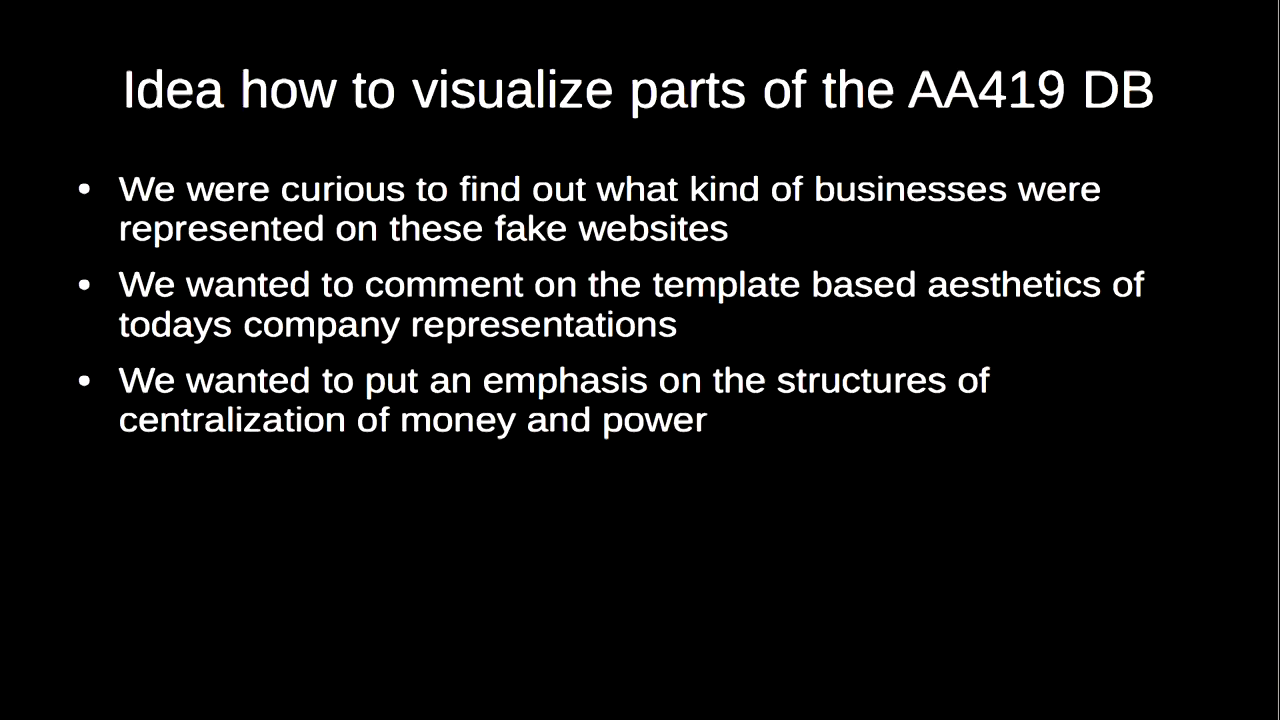 Idea how to visualize parts of the AA419 DB
• We were curious to find out what kind of businesses were
represented on these fake websites
• We wanted to comment on the template based aesthetics of
todays company representations
• We wanted to put an emphasis on the structures of
centralization of money and power